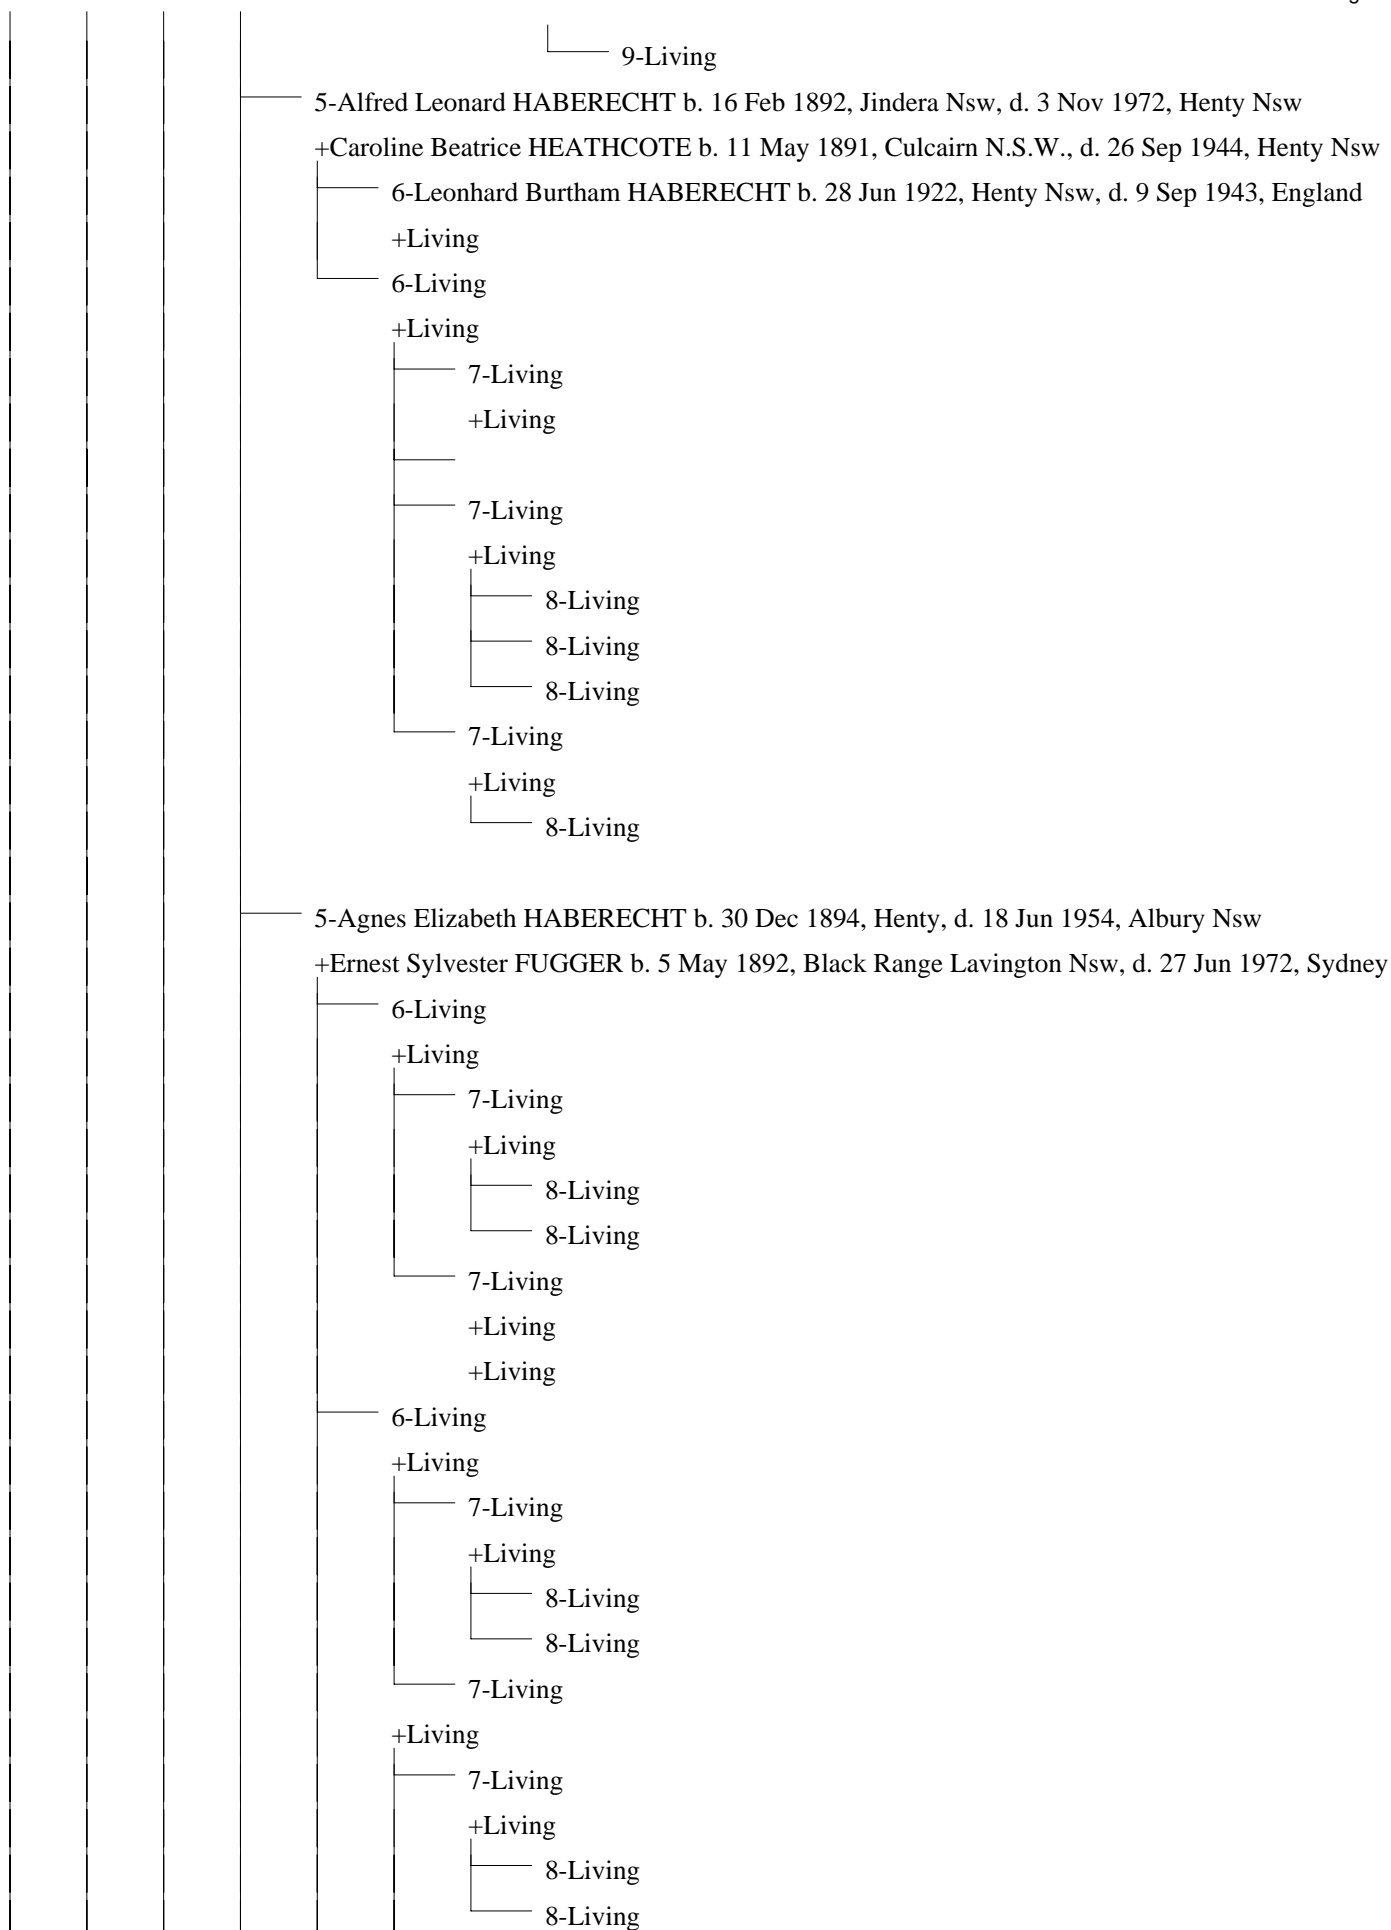 9-Living
5-Alfred Leonard HABERECHT b. 16 Feb 1892, Jindera Nsw, d. 3 Nov 1972, Henty Nsw
+Caroline Beatrice HEATHCOTE b. 11 May 1891, Culcairn N.S.W., d. 26 Sep 1944, Henty Nsw
6-Leonhard Burtham HABERECHT b. 28 Jun 1922, Henty Nsw, d. 9 Sep 1943, England
+Living
6-Living
+Living
7-Living
+Living
7-Living
+Living
8-Living
8-Living
8-Living
7-Living
+Living
8-Living
5-Agnes Elizabeth HABERECHT b. 30 Dec 1894, Henty, d. 18 Jun 1954, Albury Nsw
+Ernest Sylvester FUGGER b. 5 May 1892, Black Range Lavington Nsw, d. 27 Jun 1972, Sydney
6-Living
+Living
7-Living
+Living
8-Living
8-Living
7-Living
+Living
+Living
6-Living
+Living
7-Living
+Living
8-Living
8-Living
7-Living
+Living
7-Living
+Living
8-Living
8-Living